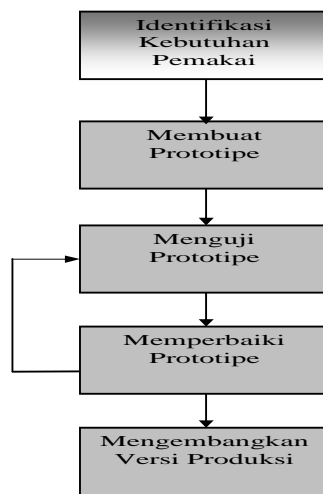 Identifikasi
Kebutuhan
Pemakai
Membuat
Prototipe
Menguji
Prototipe
Memperbaiki
Prototipe
Mengembangkan
Versi Produksi